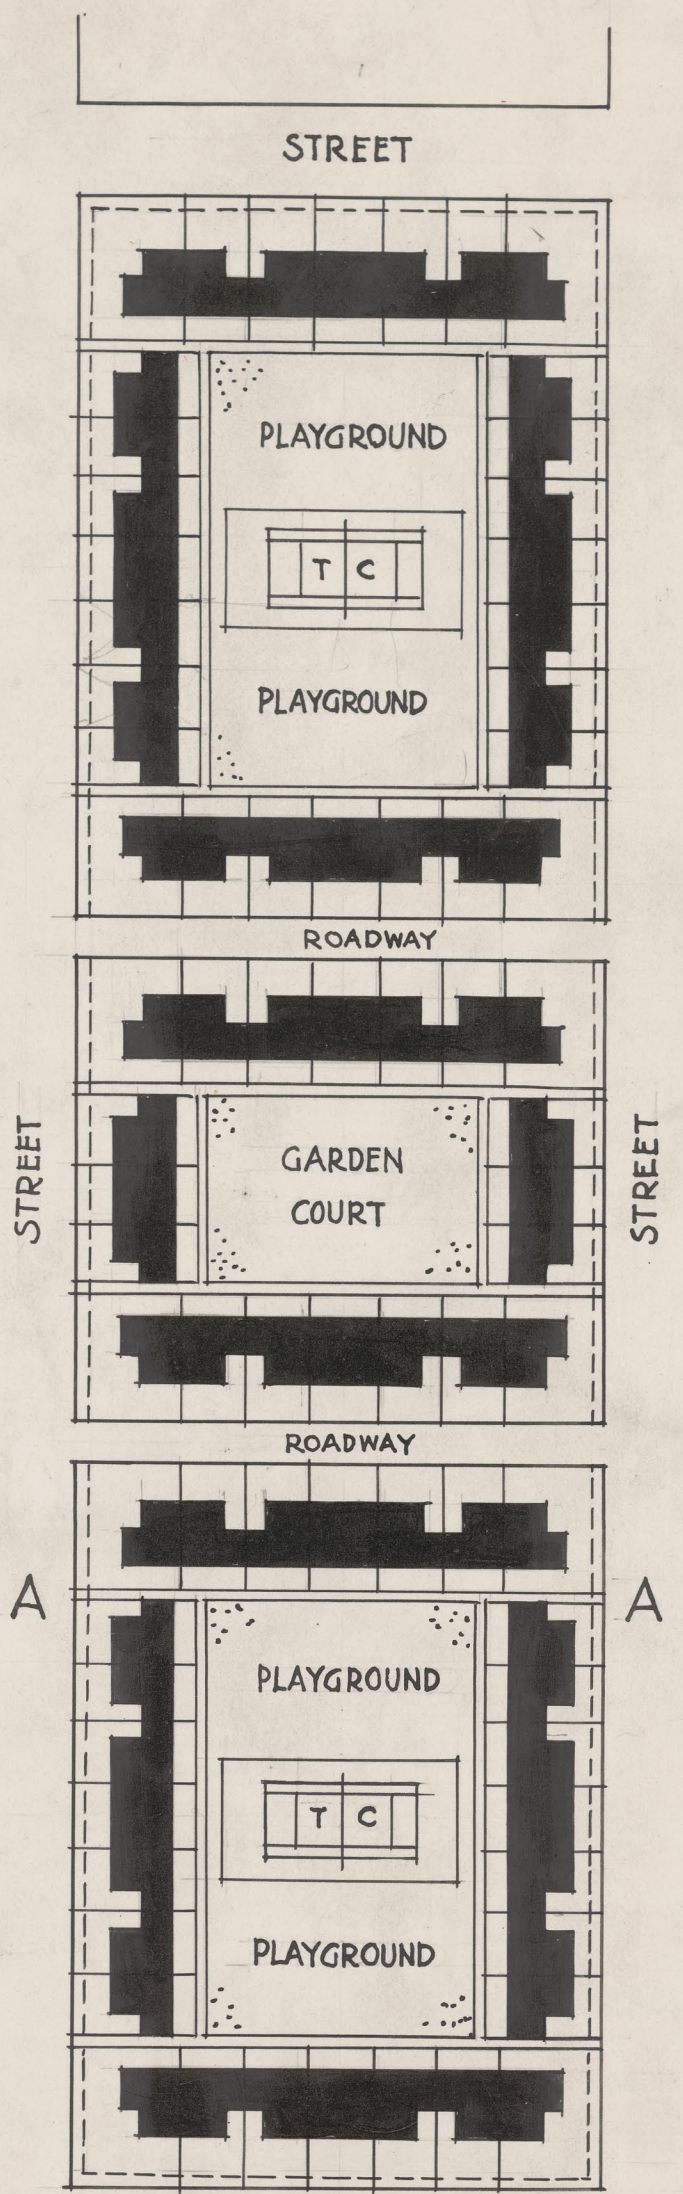 STREET
PLAYGROUND
T C
PLAYGROUND
ROADWAY
STREET
GARDEN
COURT
STREET
ROADWAY
A
A
PLAYGROUND
T C
PLAYGROUND